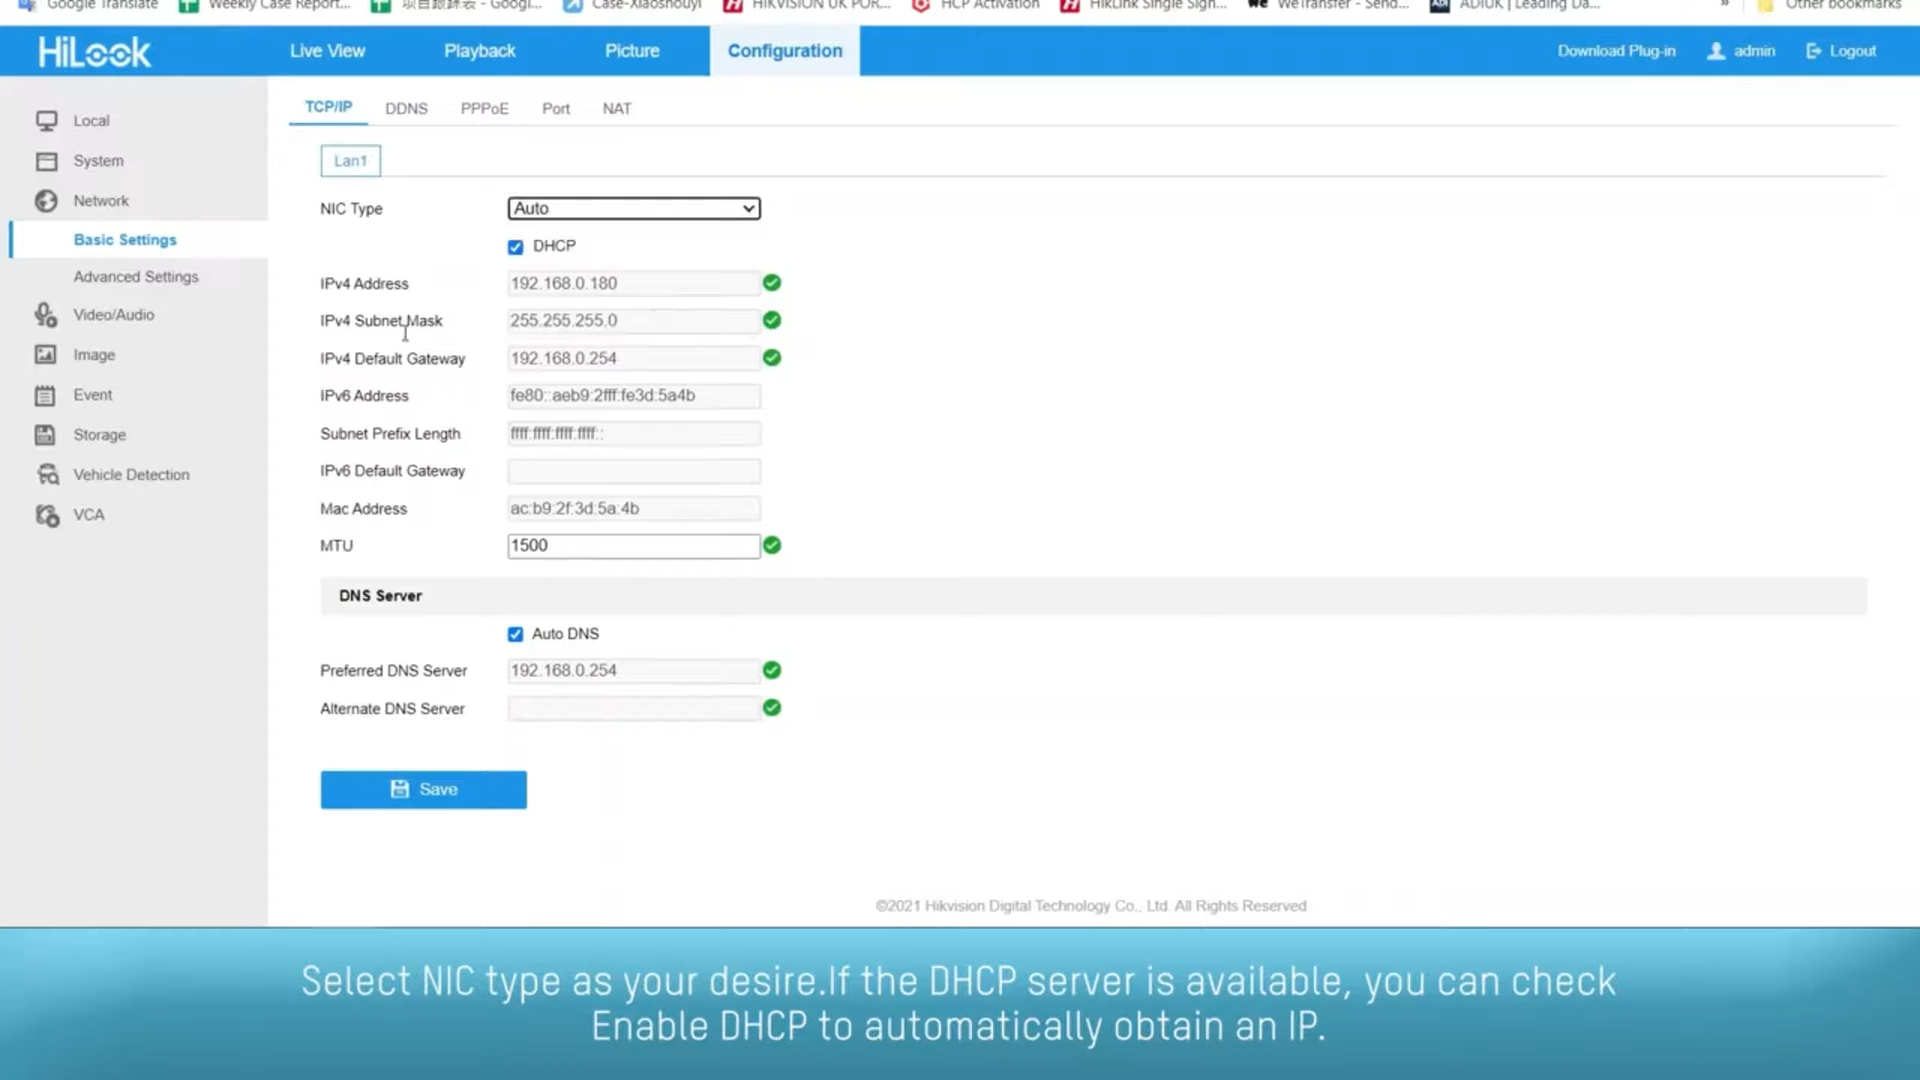 Google Translate Weekly Case Report... 项目跟踪表 - Googl... Case-Xiaoshouyi HIKVISION UK POR... HCP Activation HikLink Single Sign... WeTransfer - Send... ADIUK | Leading Da... » Other bookmarks
HiLook Live View Playback Picture Configuration Download Plug-in admin Logout
TCP/IP DDNS PPPoE Port NAT
Local
System
Network
Basic Settings
Advanced Settings
Video/Audio
Image
Event
Storage
Vehicle Detection
VCA
Lan1
NIC Type Auto
DHCP
IPv4 Address 192.168.0.180
IPv4 Subnet Mask 255.255.255.0
IPv4 Default Gateway 192.168.0.254
IPv6 Address fe80::aeb9:2fff:fe3d:5a4b
Subnet Prefix Length ffff:ffff:ffff:ffff::
IPv6 Default Gateway
Mac Address ac:b9:2f:3d:5a:4b
MTU 1500
DNS Server
Auto DNS
Preferred DNS Server 192.168.0.254
Alternate DNS Server
Save
©2021 Hikvision Digital Technology Co., Ltd. All Rights Reserved
Select NIC type as your desire.If the DHCP server is available, you can check
Enable DHCP to automatically obtain an IP.